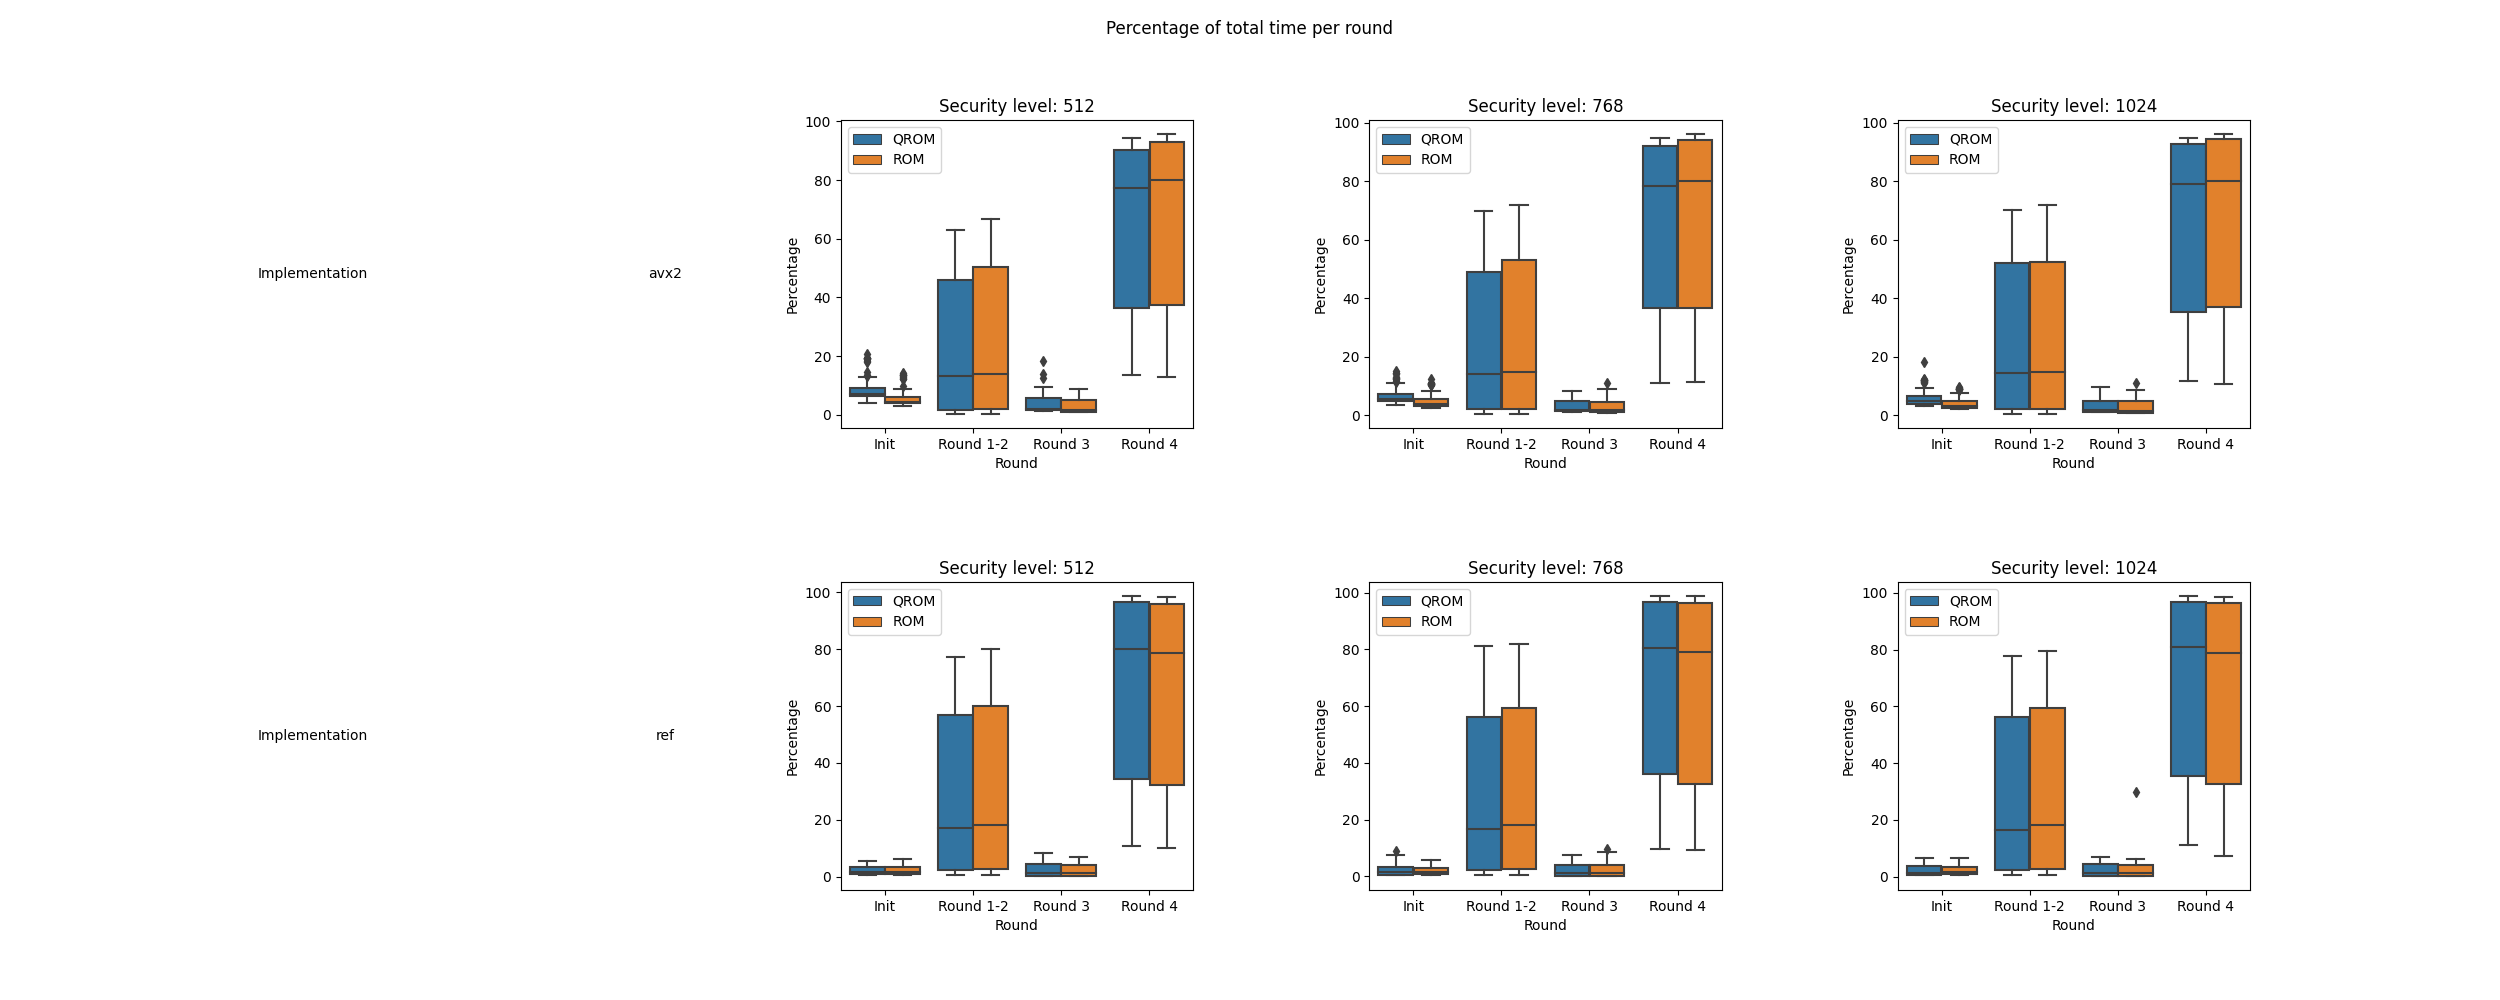 Percentage of total time per round
Implementation
avx2
Security level: 512
QROM
ROM
Percentage
100
80
60
40
20
0
Init Round 1-2 Round 3 Round 4
Round
Security level: 768
QROM
ROM
Percentage
100
80
60
40
20
0
Init Round 1-2 Round 3 Round 4
Round
Security level: 1024
QROM
ROM
Percentage
100
80
60
40
20
0
Init Round 1-2 Round 3 Round 4
Round
Implementation
ref
Security level: 512
QROM
ROM
Percentage
100
80
60
40
20
0
Init Round 1-2 Round 3 Round 4
Round
Security level: 768
QROM
ROM
Percentage
100
80
60
40
20
0
Init Round 1-2 Round 3 Round 4
Round
Security level: 1024
QROM
ROM
Percentage
100
80
60
40
20
0
Init Round 1-2 Round 3 Round 4
Round